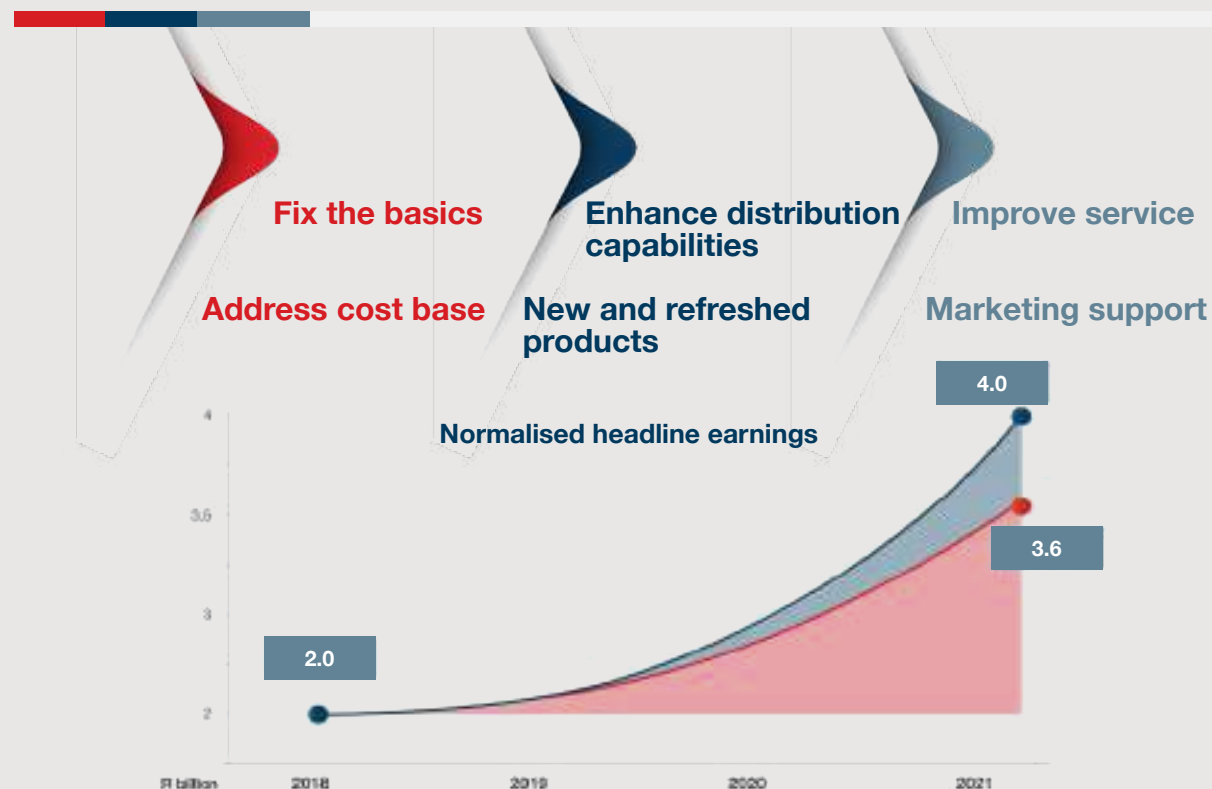 Fix the basics
Enhance distribution
capabilities
Improve service
Address cost base
New and refreshed
products
Marketing support
4.0
4
Normalised headline earnings
3.5
3.6
3
2.0
2
R billion
2018
2019
2020
2021